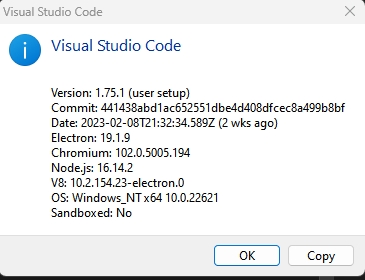 Visual Studio Code
Visual Studio Code
Version: 1.75.1 (user setup)
Commit: 441438abd1ac652551dbe4d408dfcec8a499b8bf
Date: 2023-02-08T21:32:34.589Z (2 wks ago)
Electron: 19.1.9
Chromium: 102.0.5005.194
Node.js: 16.14.2
V8: 10.2.154.23-electron.0
OS: Windows_NT x64 10.0.22621
Sandboxed: No
OK
Copy